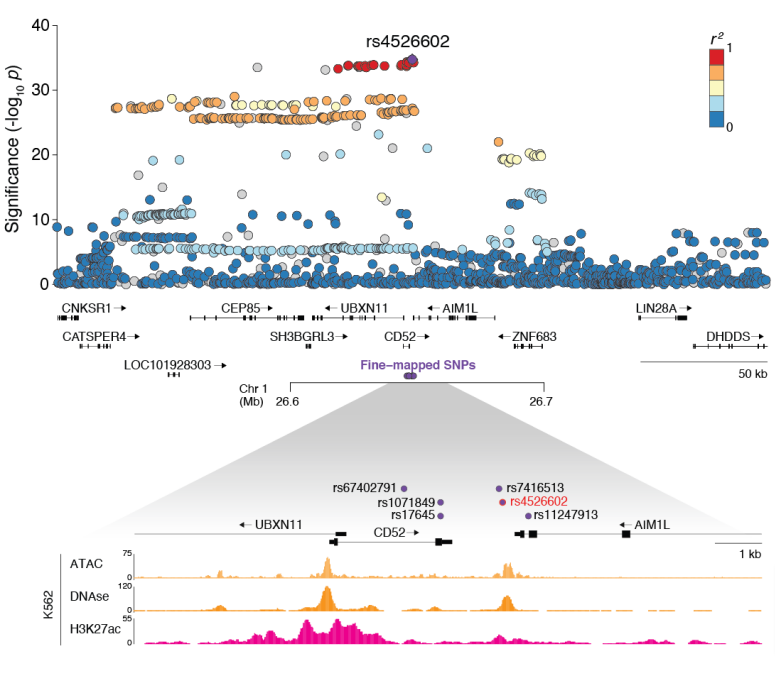 40
rs4526602
r²
1
30
Significance (-log₁₀ p)
0
20
10
0
CNKSR1→
CEP85→
←UBXN11
←AIM1L
LIN28A→
CATSPER4→
SH3BGRL3→
CD52→
←ZNF683
DHDDS→
LOC101928303→
Fine–mapped SNPs
50 kb
Chr 1
(Mb)
26.6
26.7
rs67402791
rs7416513
rs1071849
rs4526602
rs17645
rs11247913
←UBXN11
CD52→
←AIM1L
1 kb
K562
75
ATAC
0
120
DNAse
0
55
H3K27ac
0